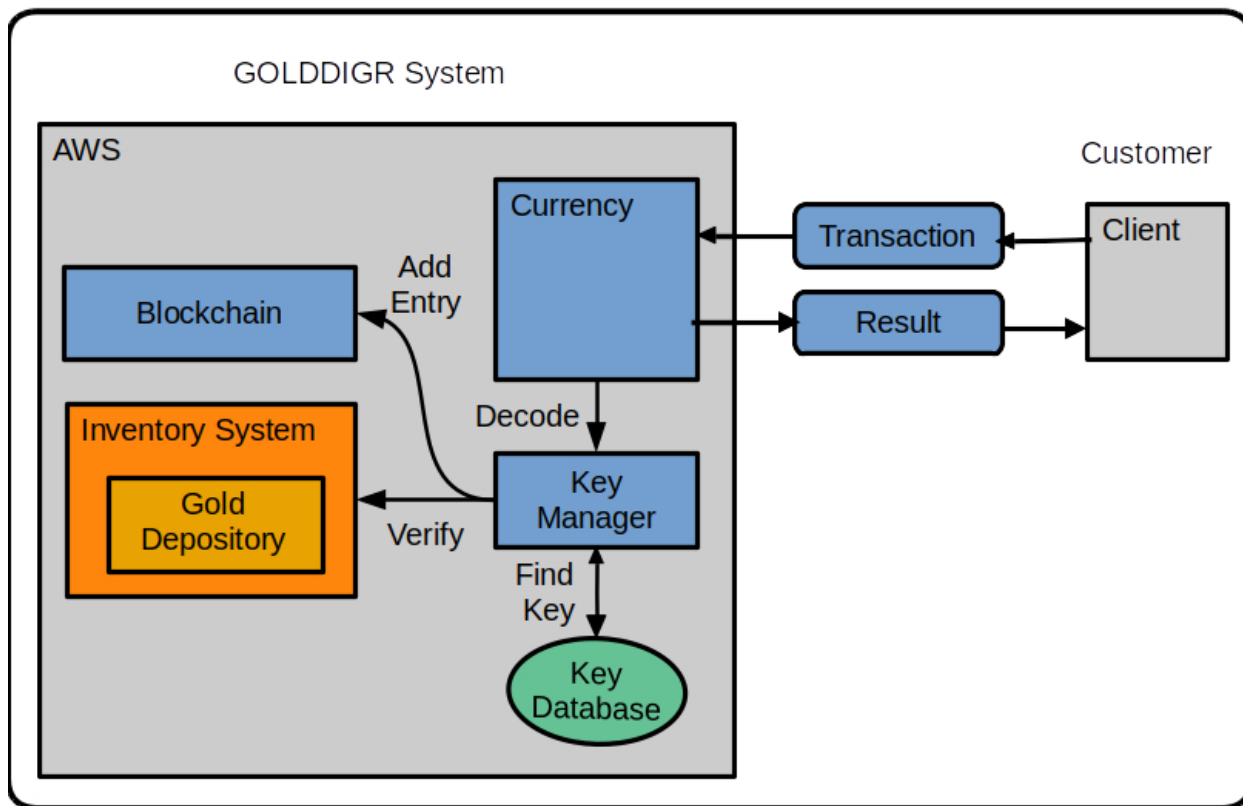 GOLDDIGR System
AWS
Customer
Currency
Transaction
Client
Add
Entry
Blockchain
Result
Decode
Inventory System
Gold
Depository
Key
Manager
Verify
Find
Key
Key
Database